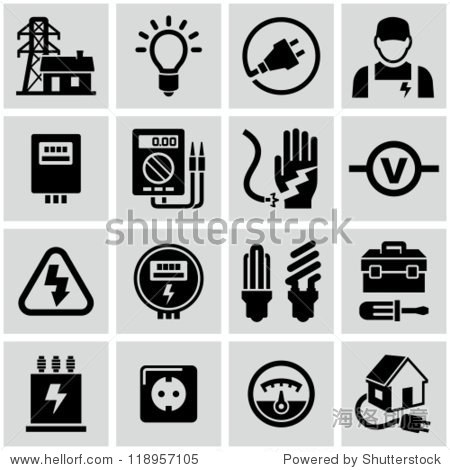 0.00
V
shutterstock
海洛创意
www.hellorf.com 118957105
Powered by Shutterstock